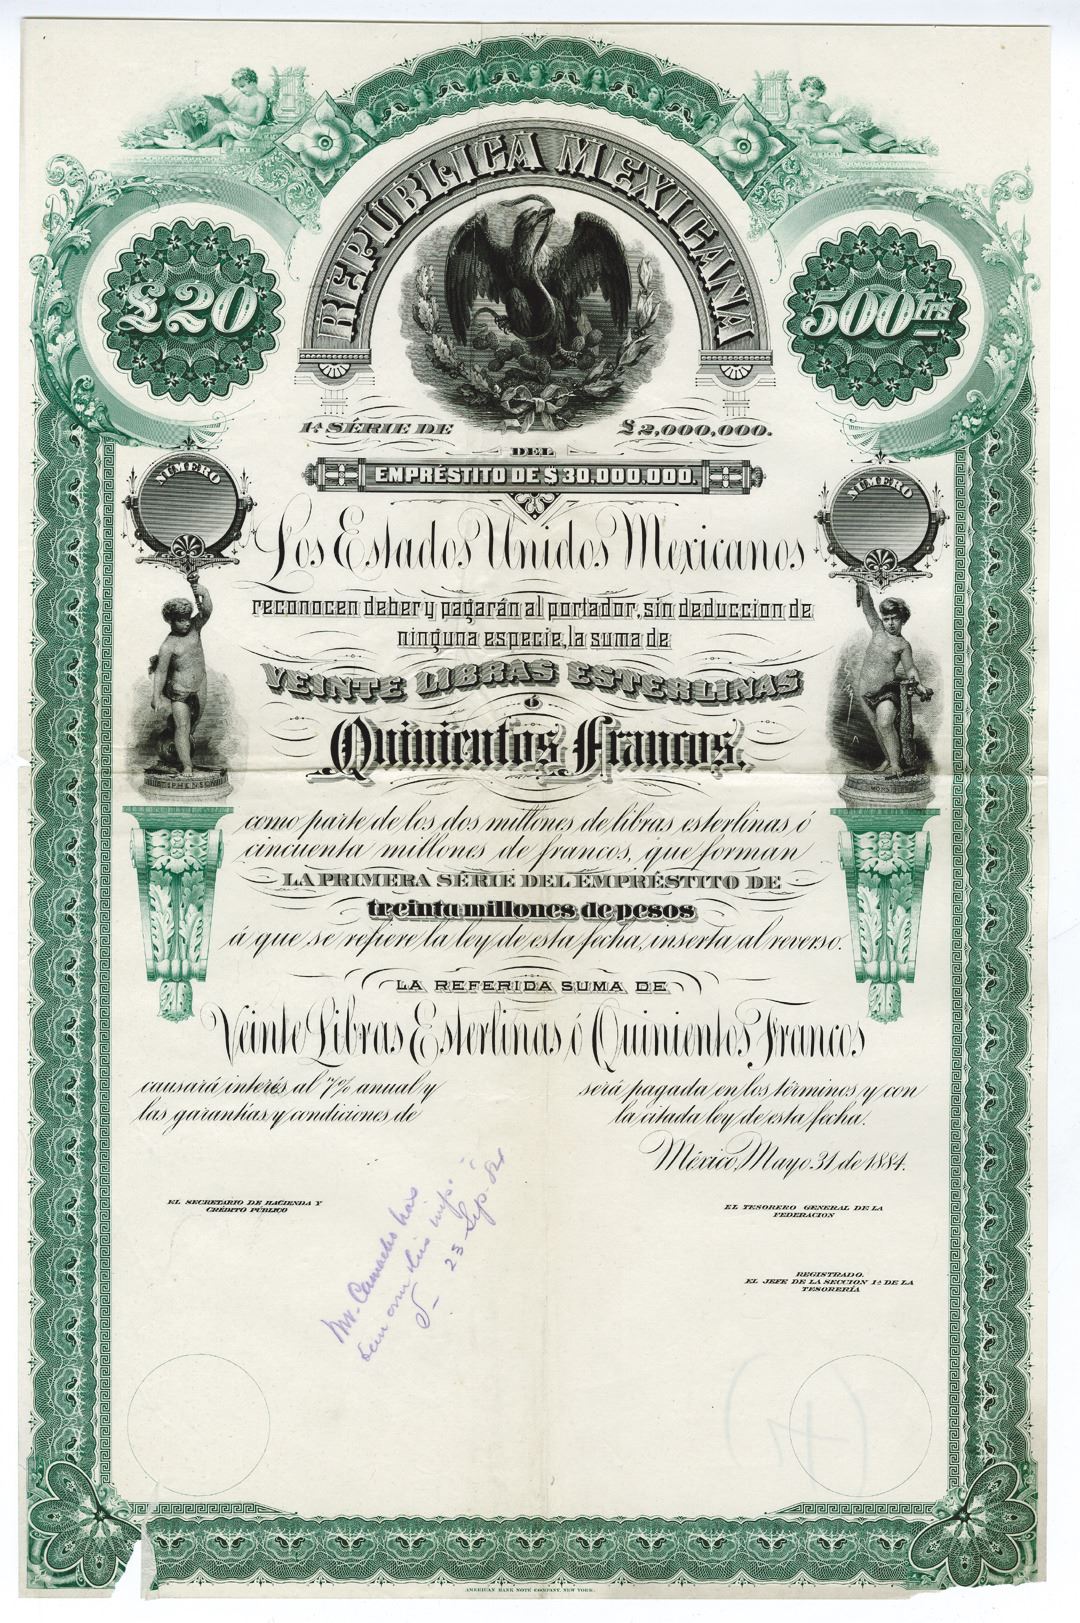 REPÚBLICA MEXICANA
£20
500 Frs
1ª SÉRIE DE $2,000,000.
DEL
EMPRÉSTITO DE $30,000,000.
NÚMERO
NÚMERO
Los Estados Unidos Mexicanos
reconocen deber y pagarán al portador, sin deduccion de
ninguna especie, la suma de
VEINTE LIBRAS ESTERLINAS
ó
Quinientos Francos,
como parte de los dos millones de libras esterlinas ó
cincuenta millones de francos, que forman
LA PRIMERA SÉRIE DEL EMPRÉSTITO DE
treinta millones de pesos
á que se refiere la ley de esta fecha, inserta al reverso.
LA REFERIDA SUMA DE
Veinte Libras Esterlinas ó Quinientos Francos
causará interés al 7% anual y será pagada en los términos y con
las garantías y condiciones de la citada ley de esta fecha.
México, Mayo 31 de 1884.
EL SECRETARIO DE HACIENDA Y
CRÉDITO PÚBLICO
EL TESORERO GENERAL DE LA
FEDERACION
REGISTRADO.
EL JEFE DE LA SECCION 1ª DE LA
TESORERÍA
Mr. Camacho has
seen
23 Sep.
AMERICAN BANK NOTE COMPANY, NEW YORK.